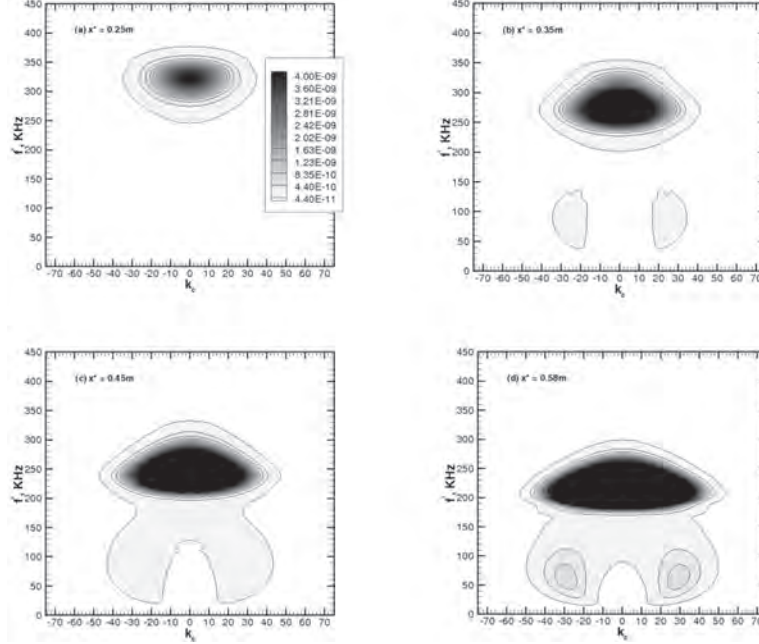 450
(a) x* = 0.25m
400
350
300
250
200
150
100
50
0
f*, KHz
-70 -60 -50 -40 -30 -20 -10 0 10 20 30 40 50 60 70
k_c
4.00E-09
3.60E-09
3.21E-09
2.81E-09
2.42E-09
2.02E-09
1.63E-09
1.23E-09
8.35E-10
4.40E-10
4.40E-11
450
(b) x* = 0.35m
400
350
300
250
200
150
100
50
0
f*, KHz
-70 -60 -50 -40 -30 -20 -10 0 10 20 30 40 50 60 70
k_c
450
(c) x* = 0.45m
400
350
300
250
200
150
100
50
0
f*, KHz
-70 -60 -50 -40 -30 -20 -10 0 10 20 30 40 50 60 70
k_c
450
(d) x* = 0.58m
400
350
300
250
200
150
100
50
0
f*, KHz
-70 -60 -50 -40 -30 -20 -10 0 10 20 30 40 50 60 70
k_c